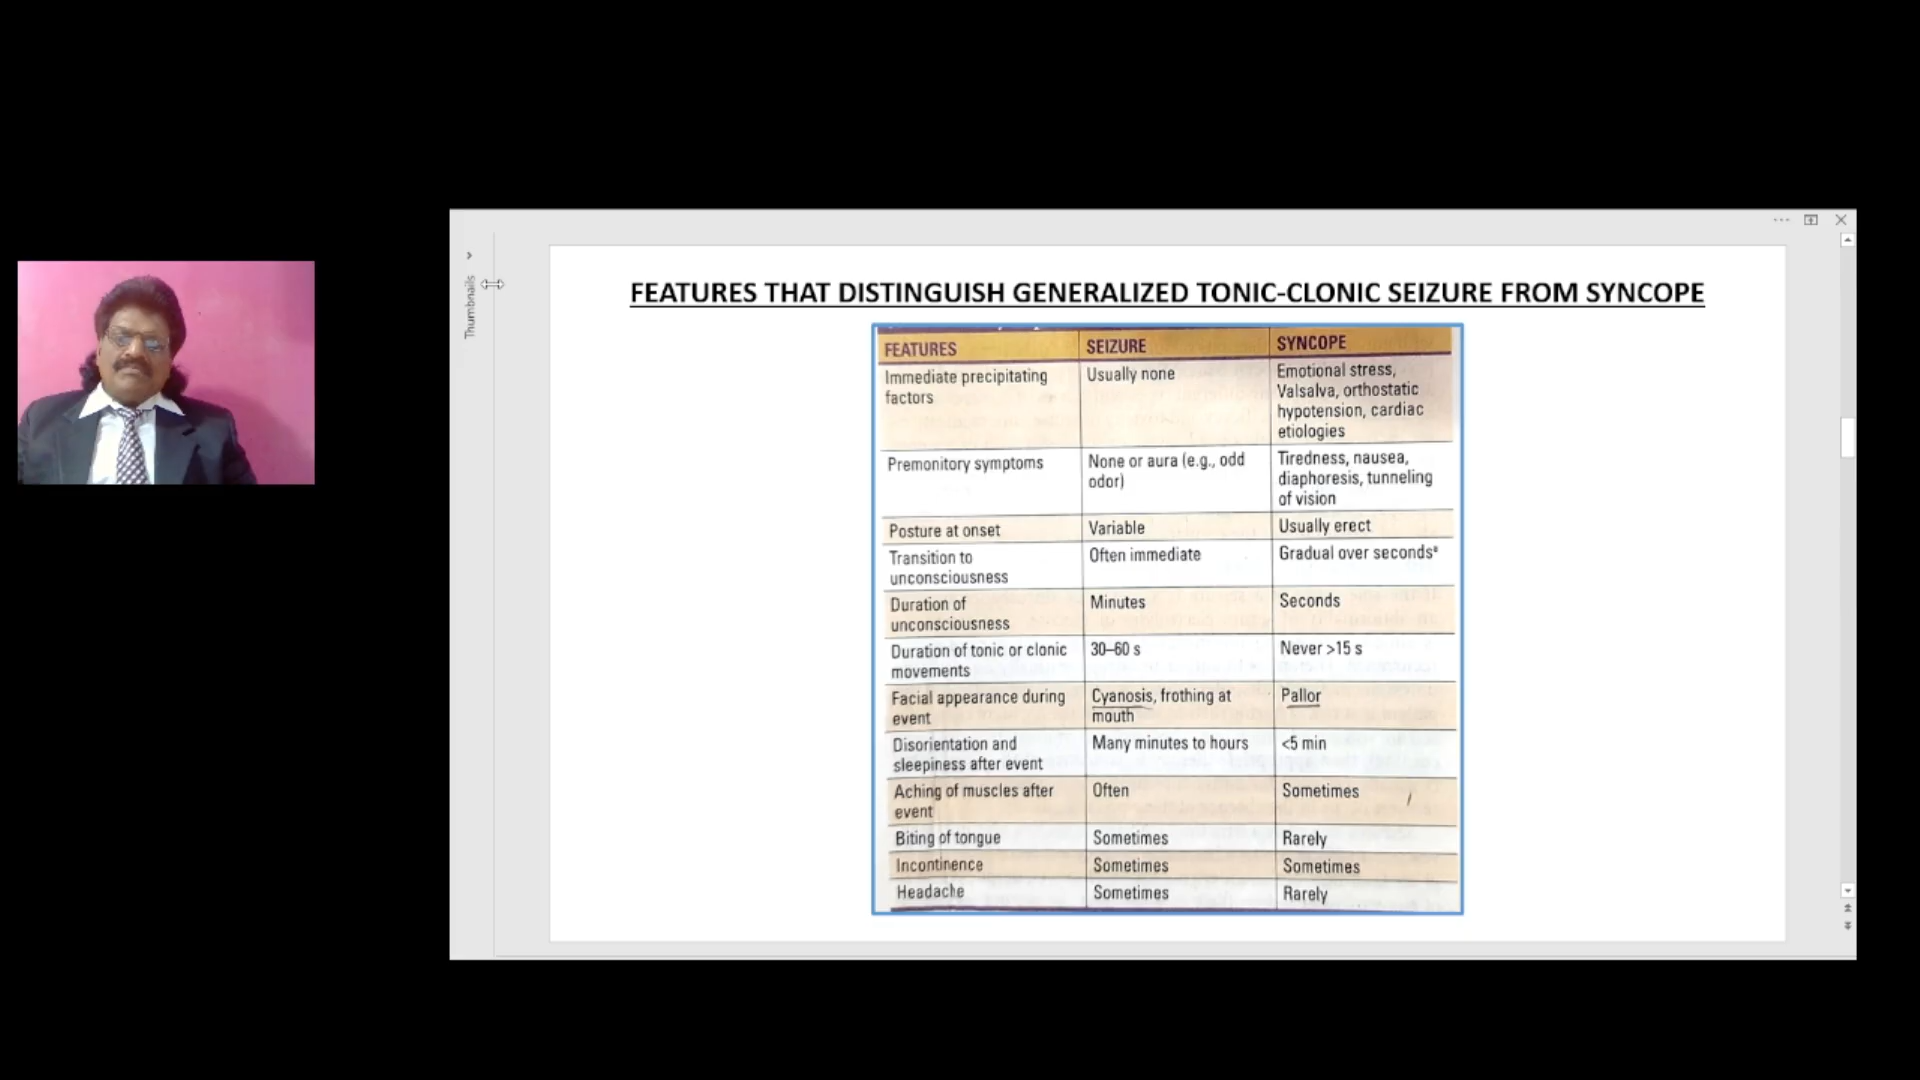 Thumbnails
FEATURES THAT DISTINGUISH GENERALIZED TONIC-CLONIC SEIZURE FROM SYNCOPE
FEATURES SEIZURE SYNCOPE
Immediate precipitating factors Usually none Emotional stress, Valsalva, orthostatic hypotension, cardiac etiologies
Premonitory symptoms None or aura (e.g., odd odor) Tiredness, nausea, diaphoresis, tunneling of vision
Posture at onset Variable Usually erect
Transition to unconsciousness Often immediate Gradual over secondsª
Duration of unconsciousness Minutes Seconds
Duration of tonic or clonic movements 30–60 s Never >15 s
Facial appearance during event Cyanosis, frothing at mouth Pallor
Disorientation and sleepiness after event Many minutes to hours <5 min
Aching of muscles after event Often Sometimes
Biting of tongue Sometimes Rarely
Incontinence Sometimes Sometimes
Headache Sometimes Rarely